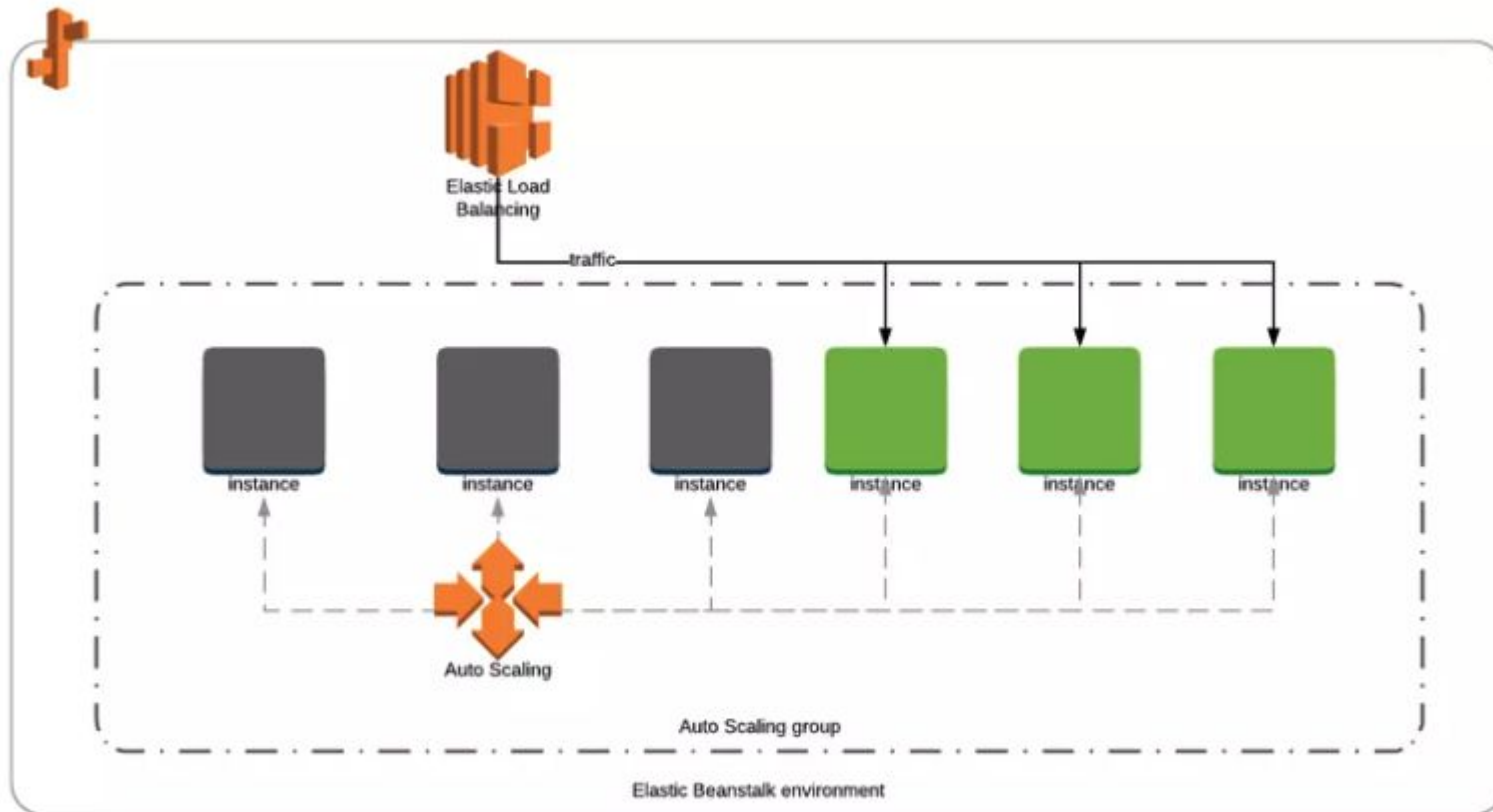 Elastic Load
Balancing
traffic
instance
instance
instance
instance
instance
instance
Auto Scaling
Auto Scaling group
Elastic Beanstalk environment